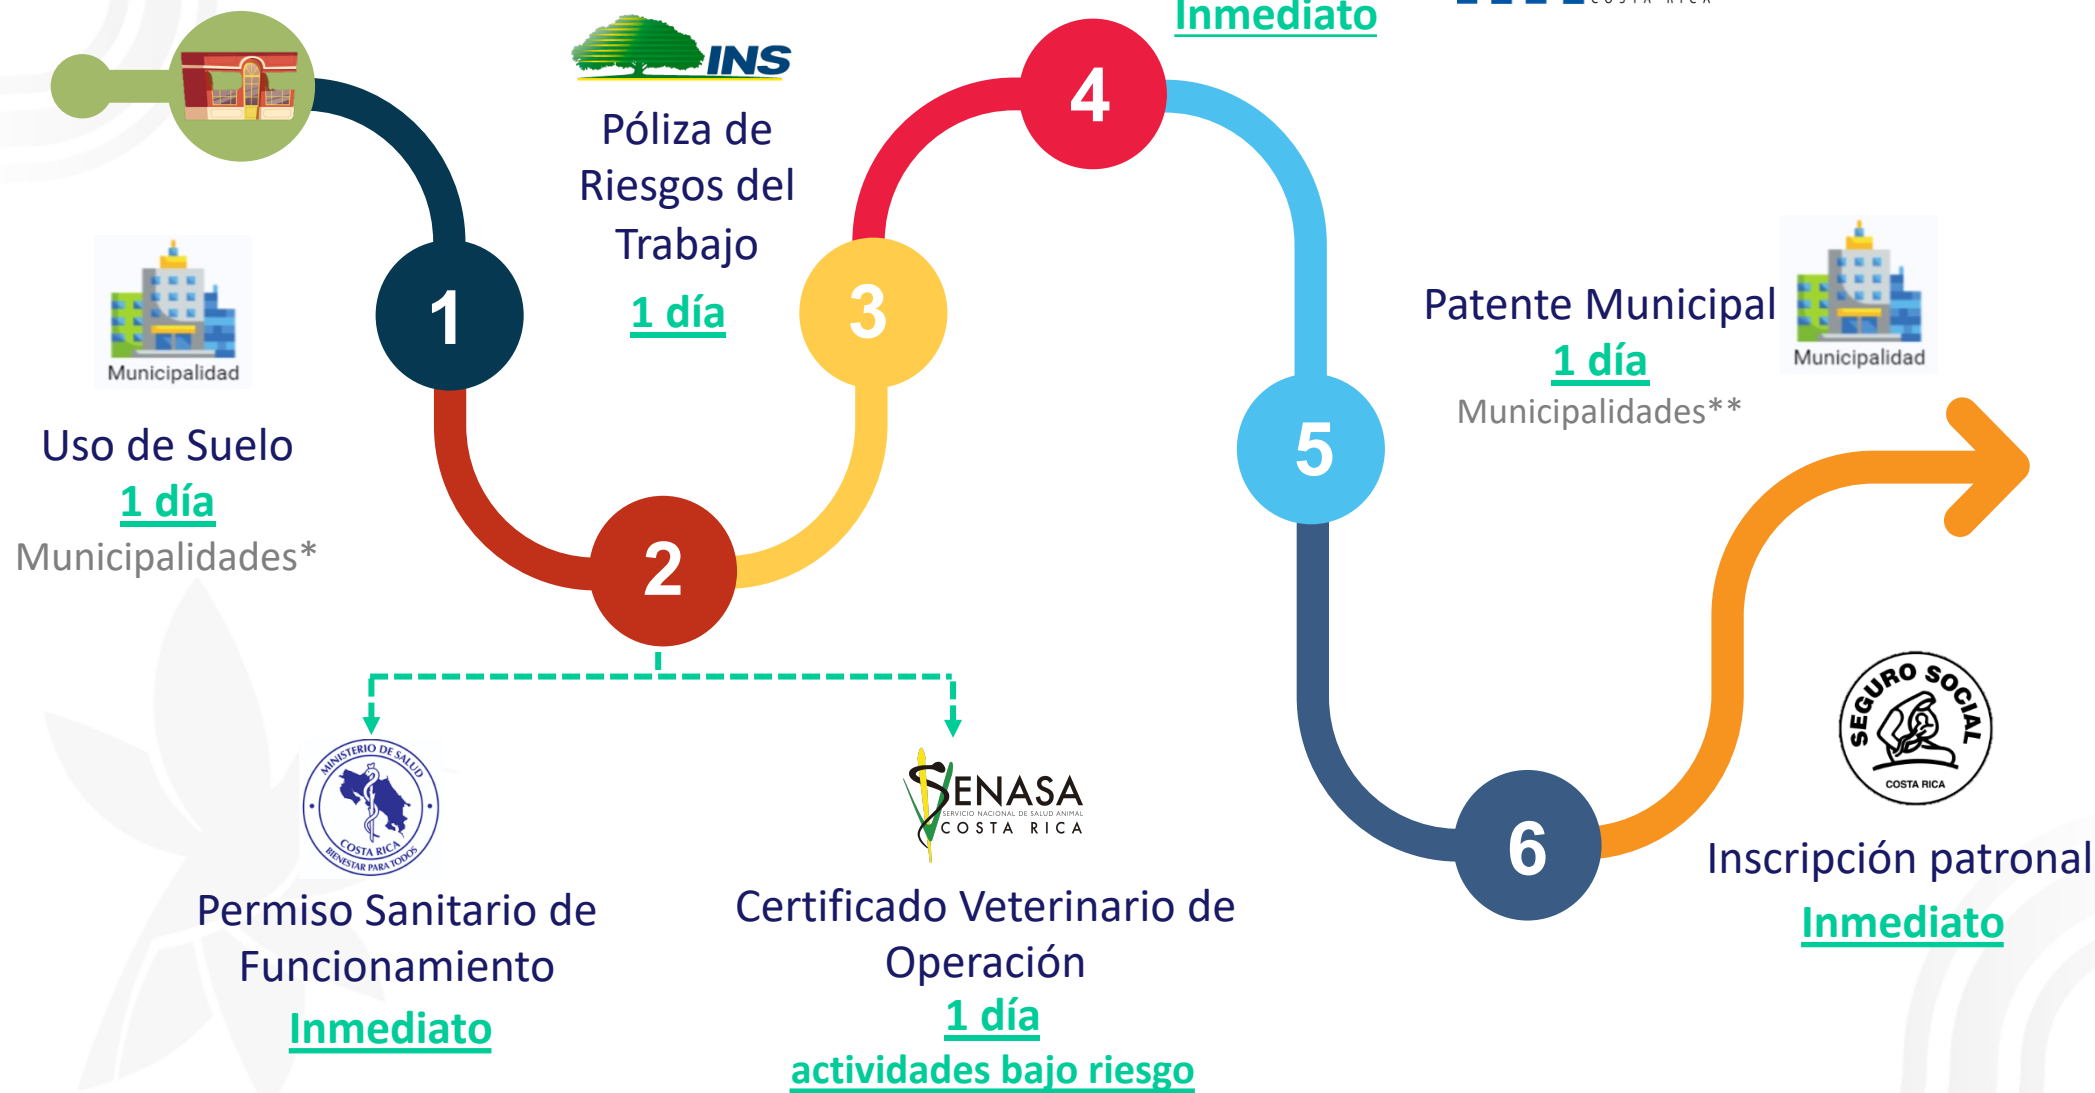 Inmediato
COSTA RICA
INS
Póliza de
Riesgos del
Trabajo
1 día
4
1
3
Municipalidad
Uso de Suelo
1 día
Municipalidades*
Patente Municipal
1 día
Municipalidades**
Municipalidad
5
2
MINISTERIO DE SALUD
COSTA RICA
BIENESTAR PARA TODOS
Permiso Sanitario de
Funcionamiento
Inmediato
SENASA
SERVICIO NACIONAL DE SALUD ANIMAL
COSTA RICA
Certificado Veterinario de
Operación
1 día
actividades bajo riesgo
6
SEGURO SOCIAL
COSTA RICA
Inscripción patronal
Inmediato